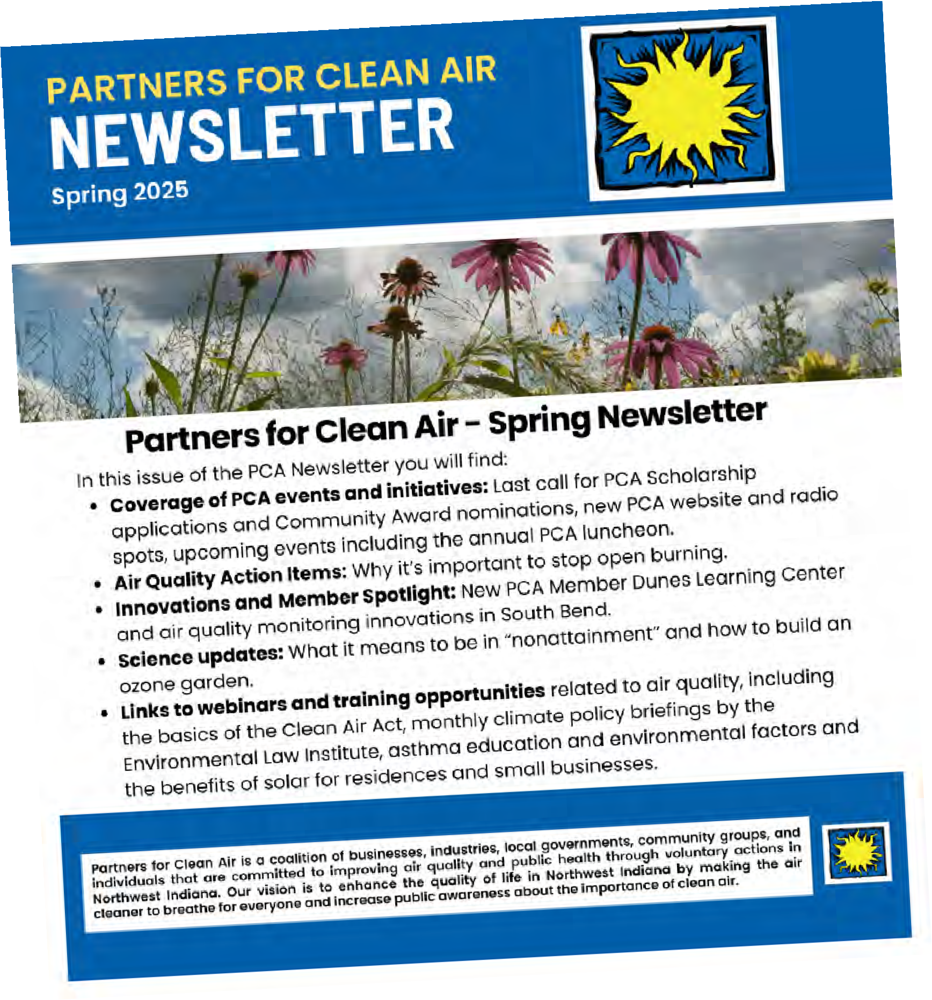 PARTNERS FOR CLEAN AIR
NEWSLETTER
Spring 2025
Partners for Clean Air – Spring Newsletter
In this issue of the PCA Newsletter you will find:
• Coverage of PCA events and initiatives: Last call for PCA Scholarship
applications and Community Award nominations, new PCA website and radio
spots, upcoming events including the annual PCA luncheon.
• Air Quality Action Items: Why it's important to stop open burning.
• Innovations and Member Spotlight: New PCA Member Dunes Learning Center
and air quality monitoring innovations in South Bend.
• Science updates: What it means to be in “nonattainment” and how to build an
ozone garden.
• Links to webinars and training opportunities related to air quality, including
the basics of the Clean Air Act, monthly climate policy briefings by the
Environmental Law Institute, asthma education and environmental factors and
the benefits of solar for residences and small businesses.
Partners for Clean Air is a coalition of businesses, industries, local governments, community groups, and
individuals that are committed to improving air quality and public health through voluntary actions in
Northwest Indiana. Our vision is to enhance the quality of life in Northwest Indiana by making the air
cleaner to breathe for everyone and increase public awareness about the importance of clean air.